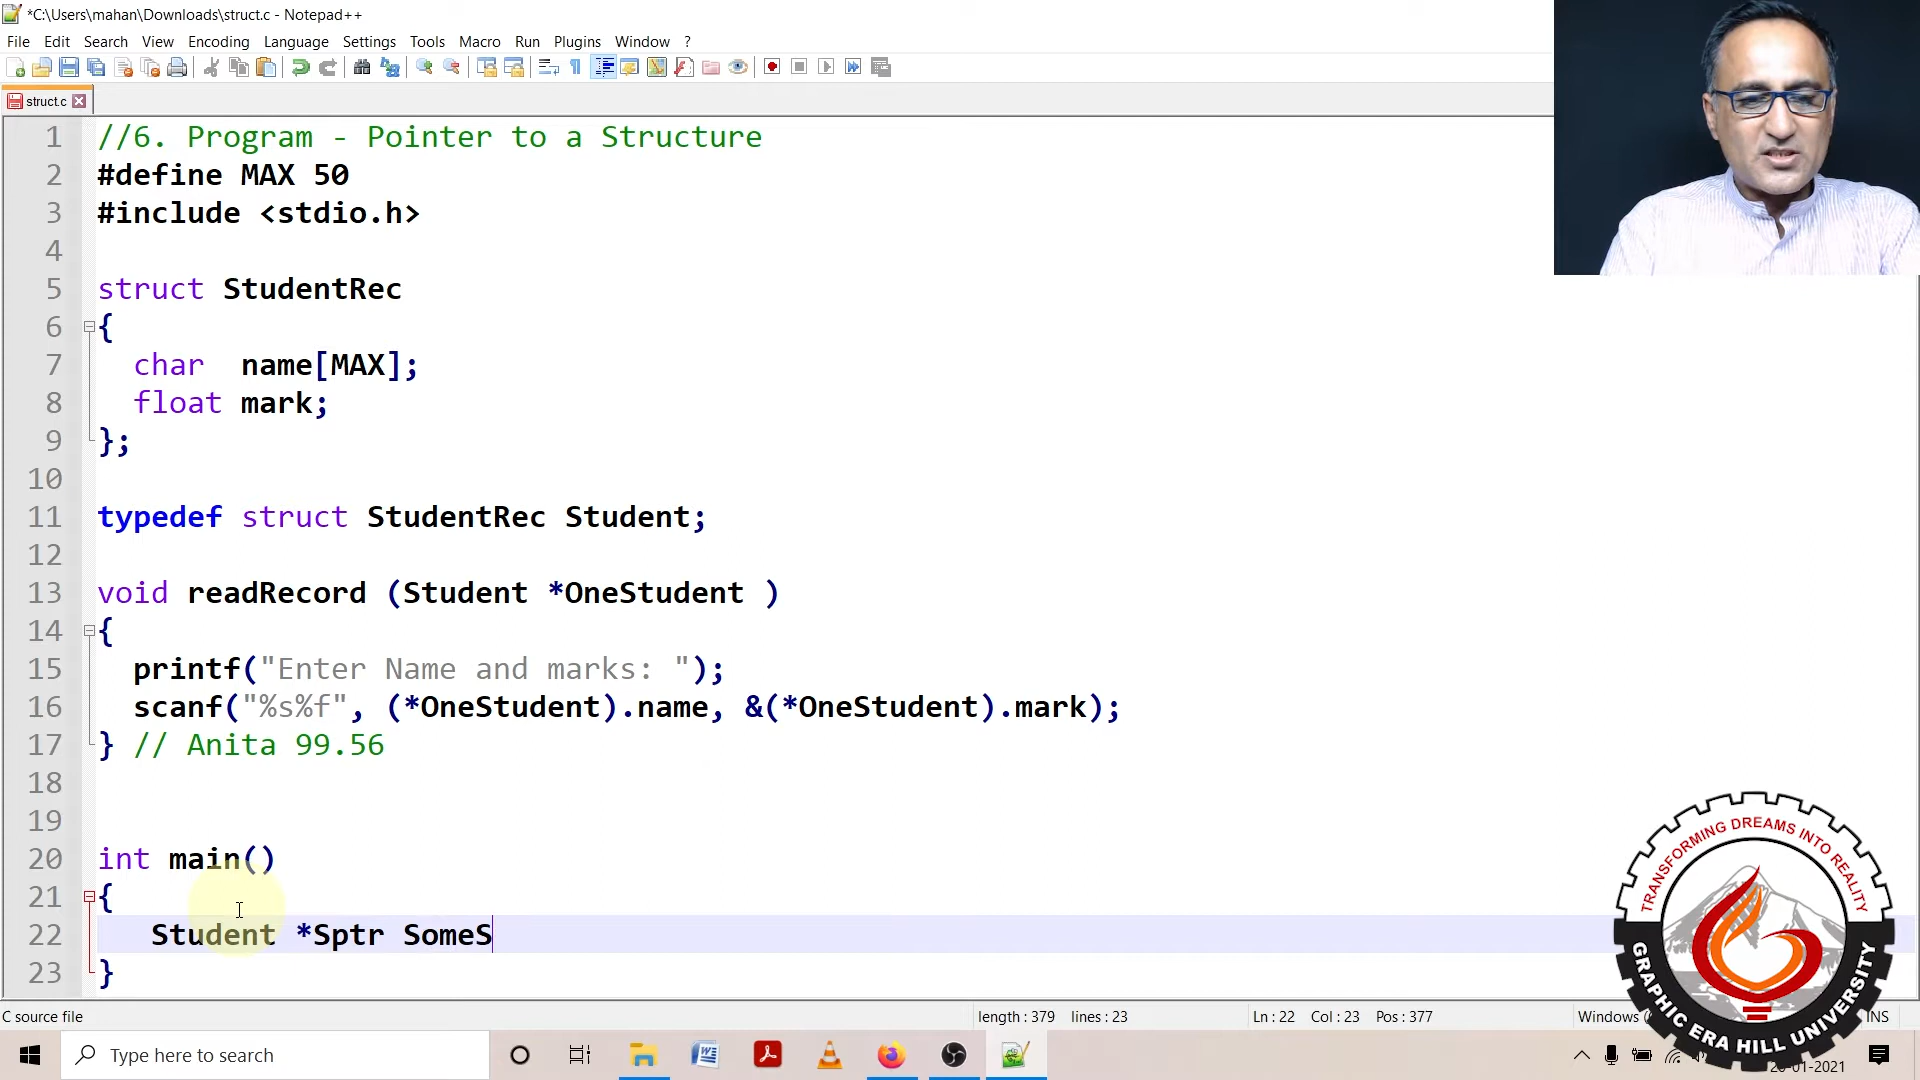 *C:\Users\mahan\Downloads\struct.c - Notepad++
File Edit Search View Encoding Language Settings Tools Macro Run Plugins Window ?
struct.c
1 //6. Program - Pointer to a Structure
2 #define MAX 50
3 #include <stdio.h>
4
5 struct StudentRec
6 {
7 char name[MAX];
8 float mark;
9 };
10
11 typedef struct StudentRec Student;
12
13 void readRecord (Student *OneStudent )
14 {
15 printf("Enter Name and marks: ");
16 scanf("%s%f", (*OneStudent).name, &(*OneStudent).mark);
17 } // Anita 99.56
18
19
20 int main()
21 {
22 Student *Sptr SomeS
23 }
TRANSFORMING DREAMS INTO REALITY
GRAPHIC ERA HILL UNIVERSITY
C source file length : 379 lines : 23 Ln : 22 Col : 23 Pos : 377 Windows INS
Type here to search
-01-2021